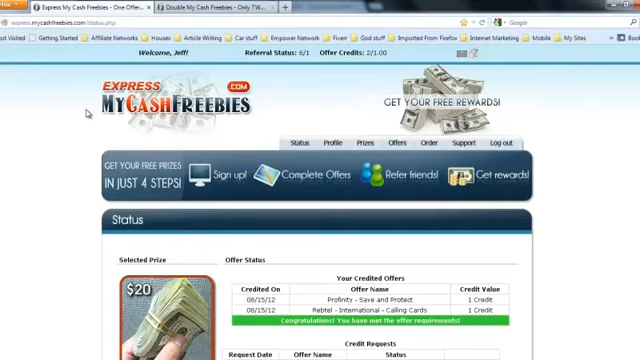 Express My Cash Freebies - One Offer...
Double My Cash Freebies - Only TW...
express.mycashfreebies.com/status.php
Google
Most Visited Getting Started Affiliate Networks Houses Article Writing Car stuff Amazon Buffet Fiverr God stuff Imported From Firefox Internet Marketing Mobile My Sites
Welcome, Jeff! Referral Status: 6/1 Offer Credits: 2/1.00
EXPRESS .COM
MYCASHFREEBIES
GET YOUR FREE REWARDS!
Status Profile Prizes Offers Order Support Log out
GET YOUR FREE PRIZES
IN JUST 4 STEPS!
Sign up! Complete Offers Refer friends! Get rewards!
Status
Selected Prize
Offer Status
$20
Your Credited Offers
Credited On Offer Name Credit Value
08/15/12 Profinity - Save and Protect 1 Credit
08/15/12 Rebtel - International - Calling Cards 1 Credit
Congratulations! You have met the offer requirements!
Credit Requests
Request Date Offer Name Status